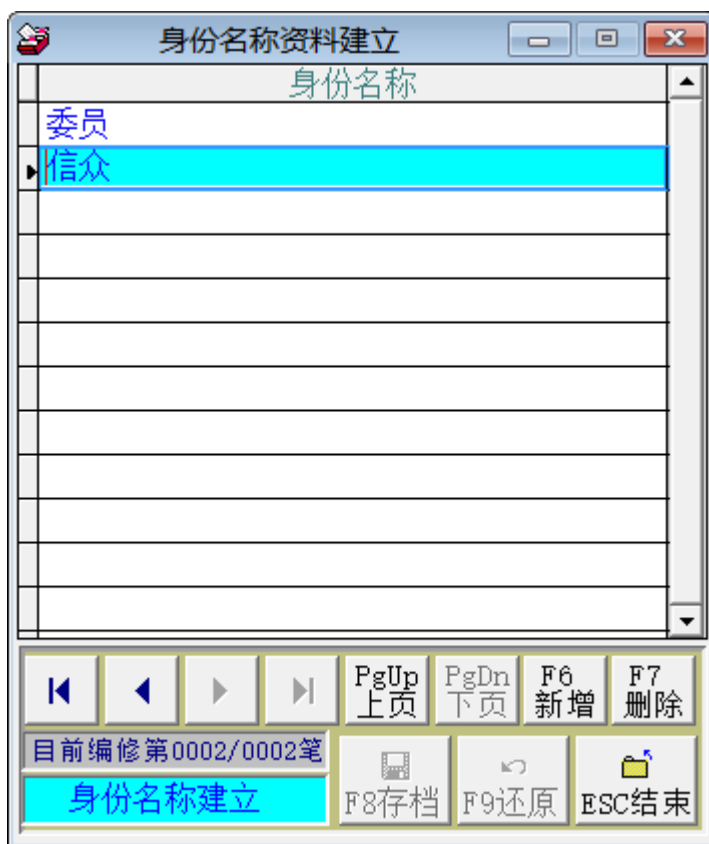 身份名称资料建立
身份名称
委员
信众
PgUp
上页
PgDn
下页
F6
新增
F7
删除
目前编修第0002/0002笔
身份名称建立
F8存档
F9还原
ESC结束